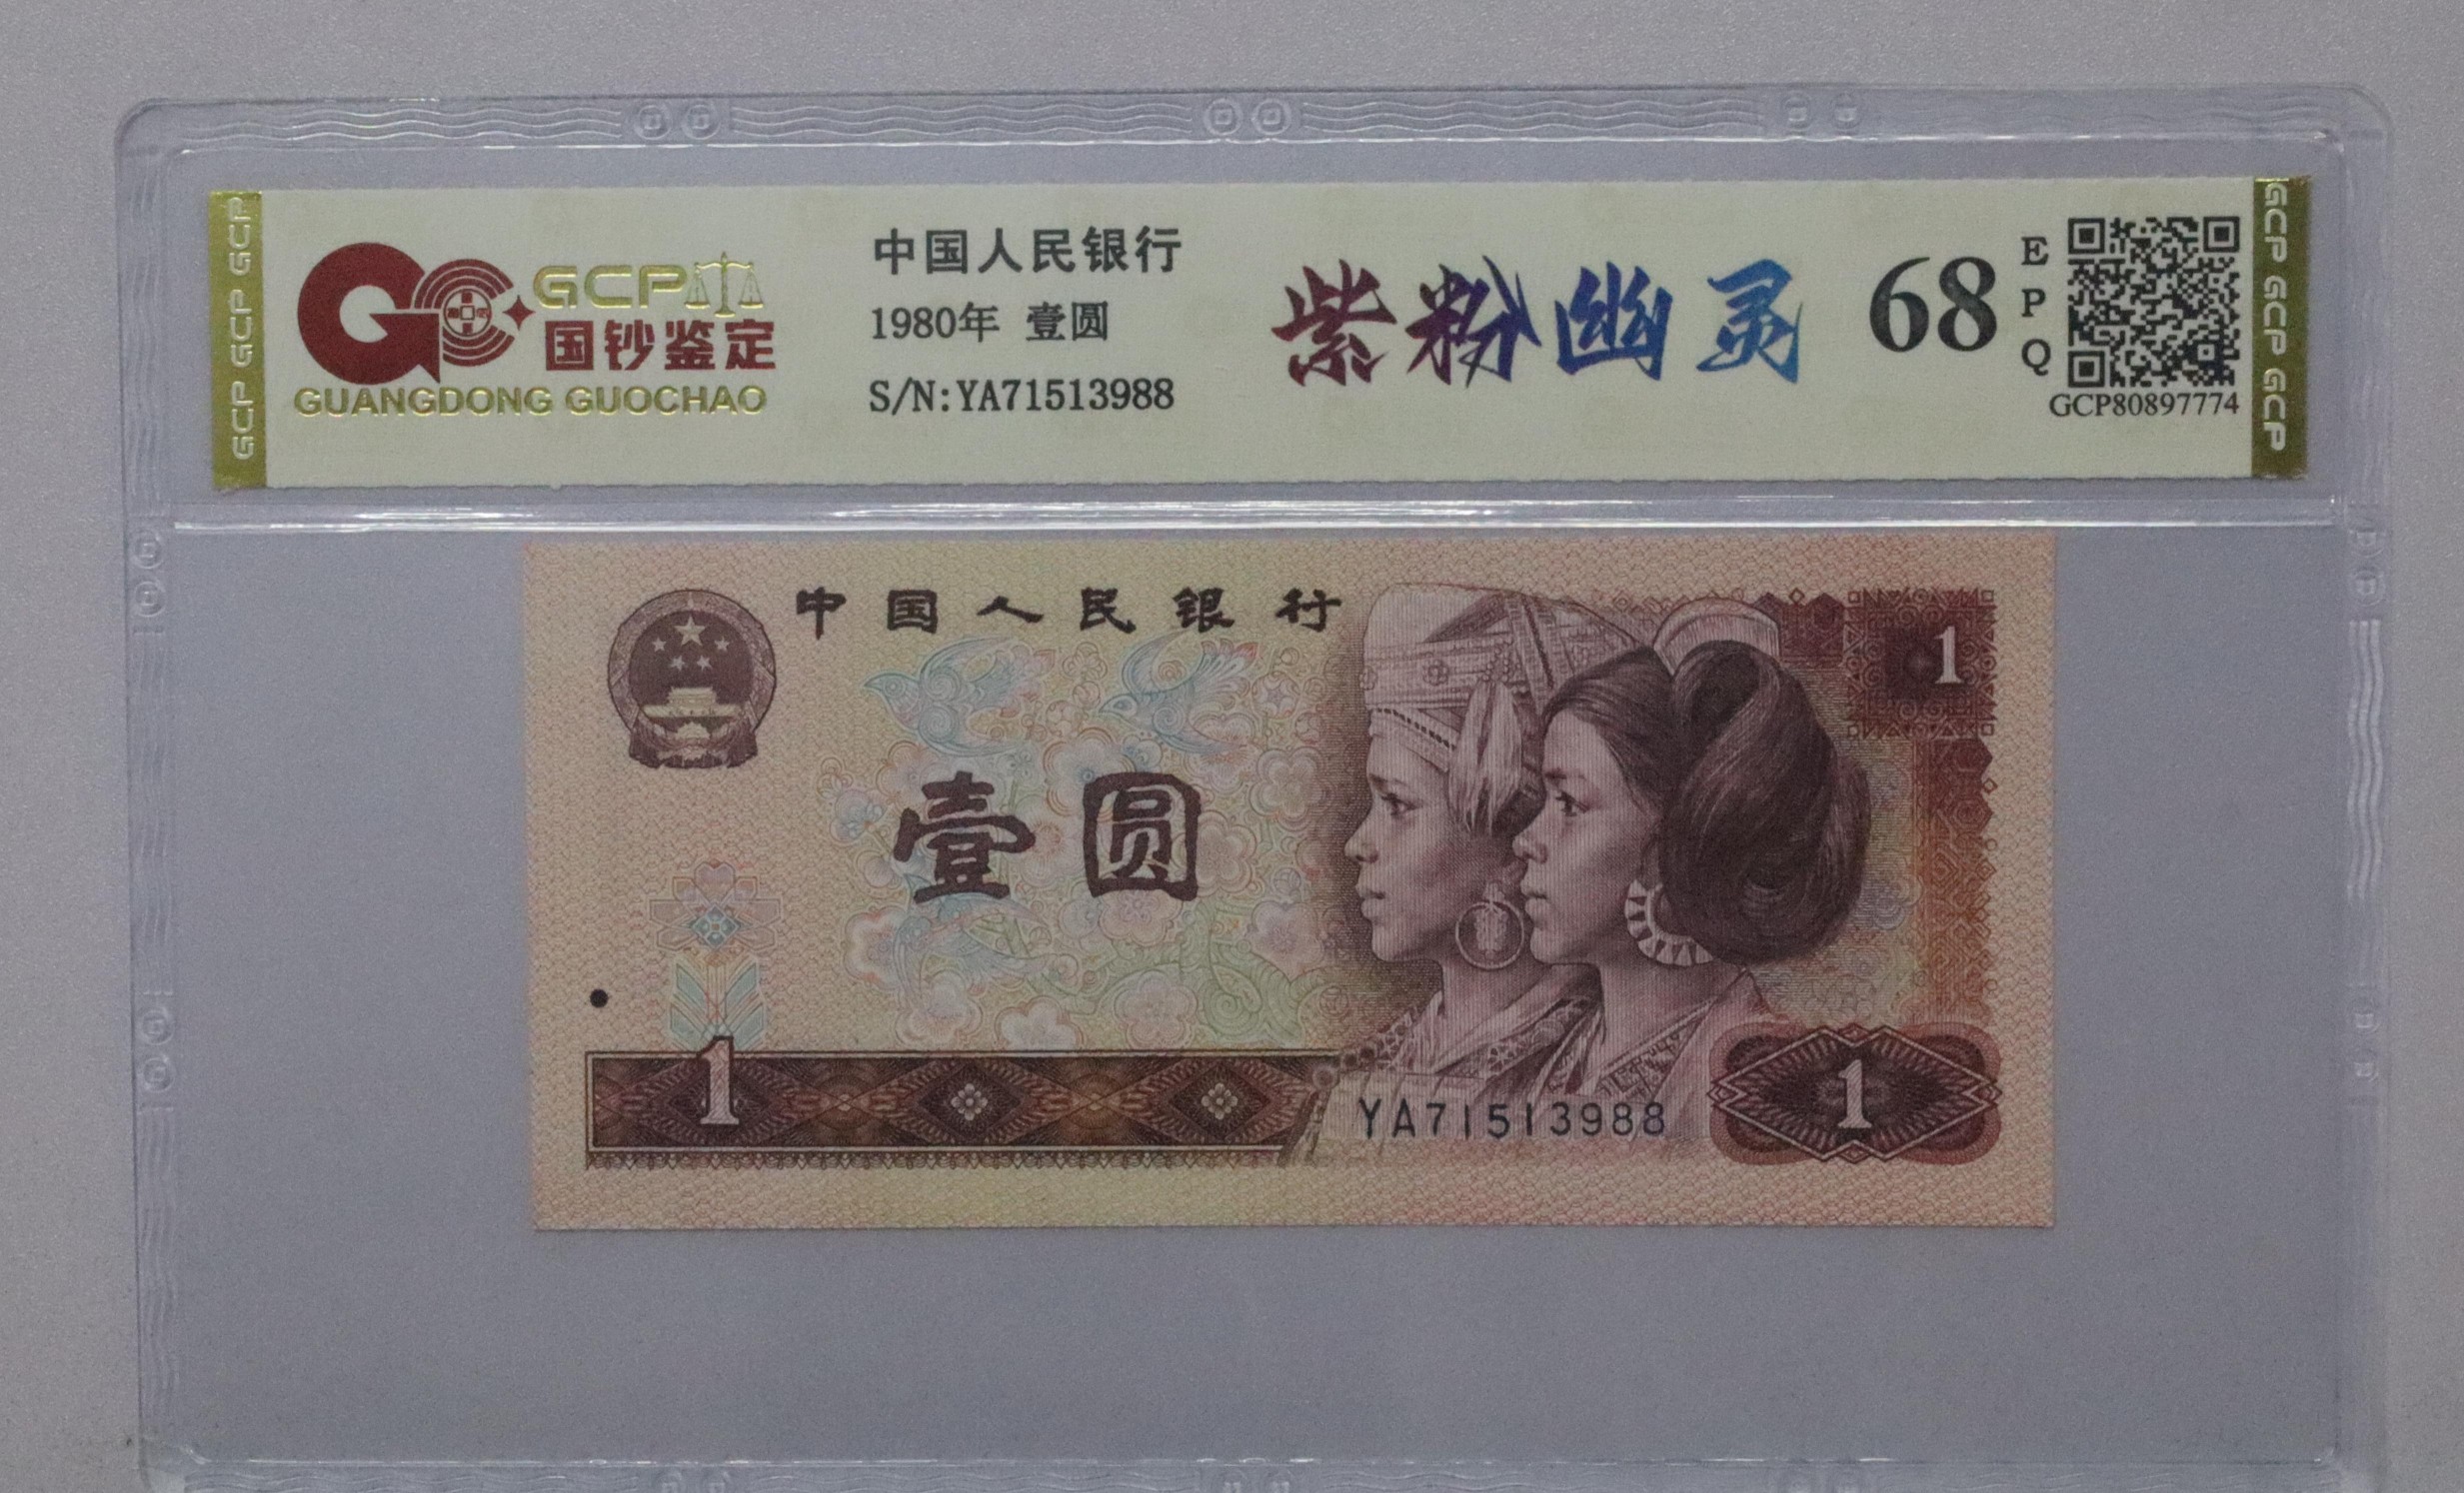 GCP GCP GCP
GCP
国钞鉴定
GUANGDONG GUOCHAO
中国人民银行
1980年 壹圆
S/N:YA71513988
紫粉幽灵
68
EPQ
GCP80897774
GCP GCP GCP
中国人民银行
1
壹圆
1
YA71513988
1